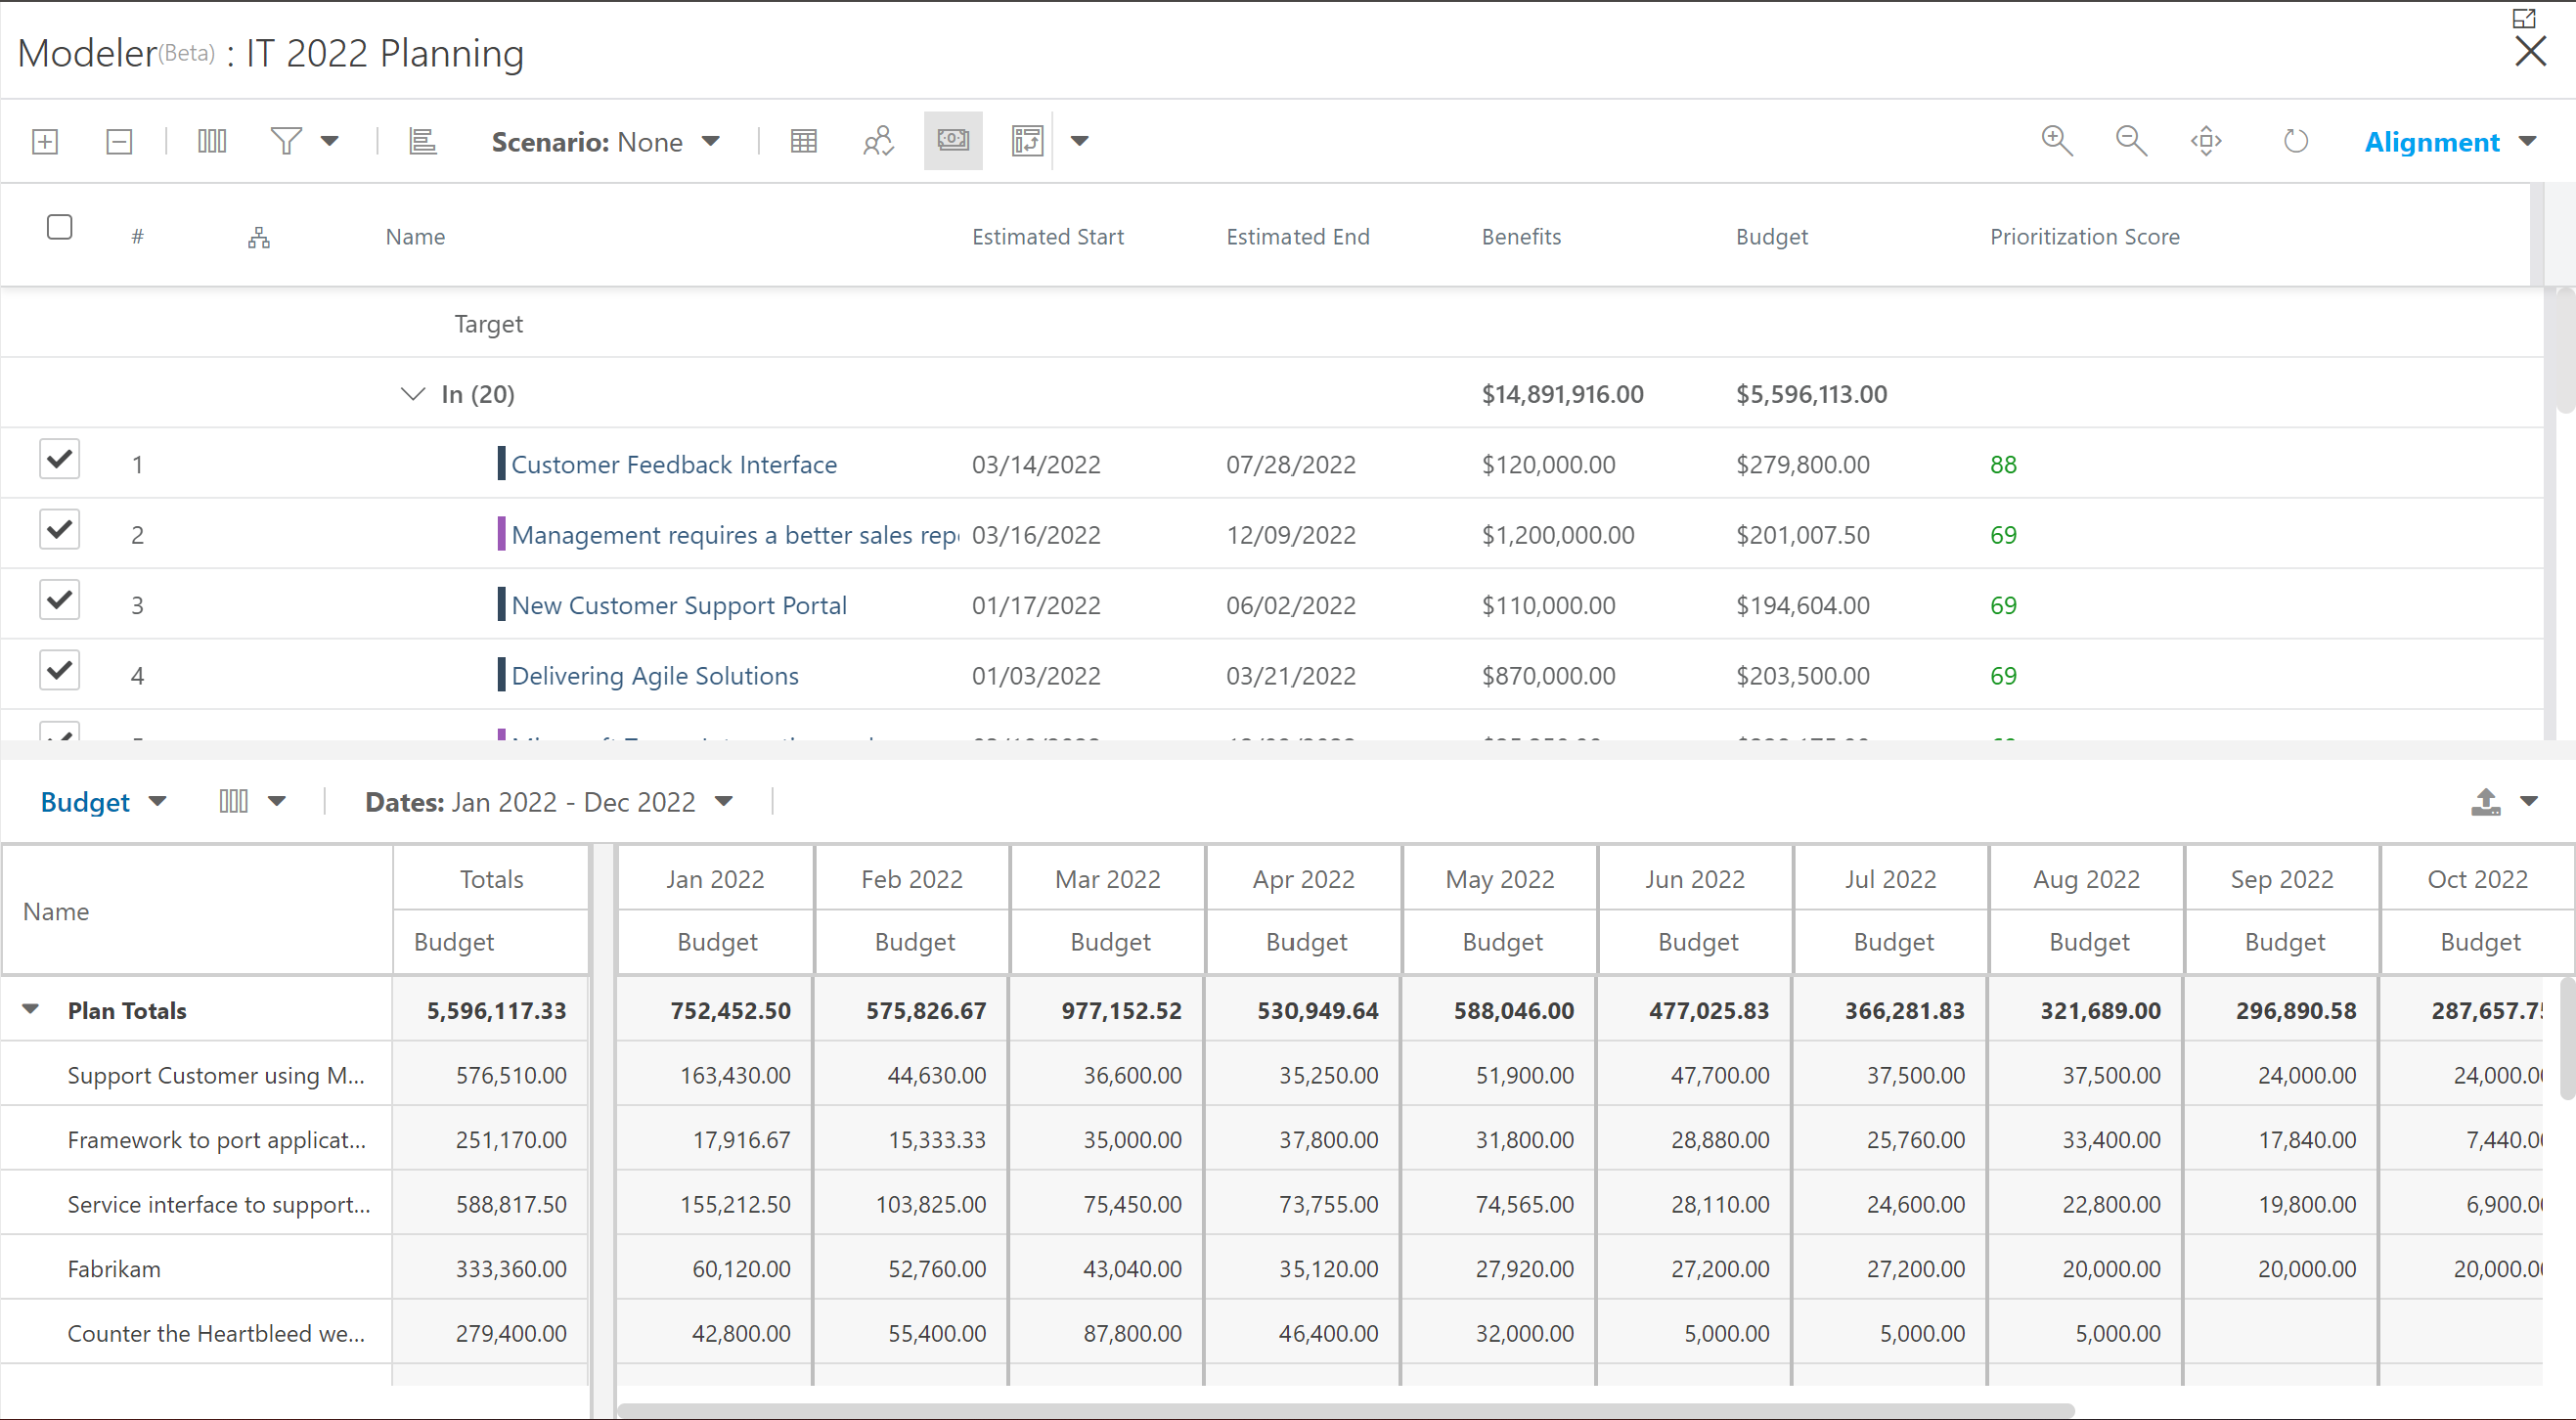 Modeler(Beta) : IT 2022 Planning
Scenario: None
Alignment
# Name Estimated Start Estimated End Benefits Budget Prioritization Score
Target
In (20) $14,891,916.00 $5,596,113.00
1 Customer Feedback Interface 03/14/2022 07/28/2022 $120,000.00 $279,800.00 88
2 Management requires a better sales rep 03/16/2022 12/09/2022 $1,200,000.00 $201,007.50 69
3 New Customer Support Portal 01/17/2022 06/02/2022 $110,000.00 $194,604.00 69
4 Delivering Agile Solutions 01/03/2022 03/21/2022 $870,000.00 $203,500.00 69
Budget Dates: Jan 2022 - Dec 2022
Name Totals Jan 2022 Feb 2022 Mar 2022 Apr 2022 May 2022 Jun 2022 Jul 2022 Aug 2022 Sep 2022 Oct 2022
Budget Budget Budget Budget Budget Budget Budget Budget Budget Budget Budget
Plan Totals 5,596,117.33 752,452.50 575,826.67 977,152.52 530,949.64 588,046.00 477,025.83 366,281.83 321,689.00 296,890.58 287,657.75
Support Customer using M... 576,510.00 163,430.00 44,630.00 36,600.00 35,250.00 51,900.00 47,700.00 37,500.00 37,500.00 24,000.00 24,000.00
Framework to port applicat... 251,170.00 17,916.67 15,333.33 35,000.00 37,800.00 31,800.00 28,880.00 25,760.00 33,400.00 17,840.00 7,440.00
Service interface to support... 588,817.50 155,212.50 103,825.00 75,450.00 73,755.00 74,565.00 28,110.00 24,600.00 22,800.00 19,800.00 6,900.00
Fabrikam 333,360.00 60,120.00 52,760.00 43,040.00 35,120.00 27,920.00 27,200.00 27,200.00 20,000.00 20,000.00 20,000.00
Counter the Heartbleed we... 279,400.00 42,800.00 55,400.00 87,800.00 46,400.00 32,000.00 5,000.00 5,000.00 5,000.00